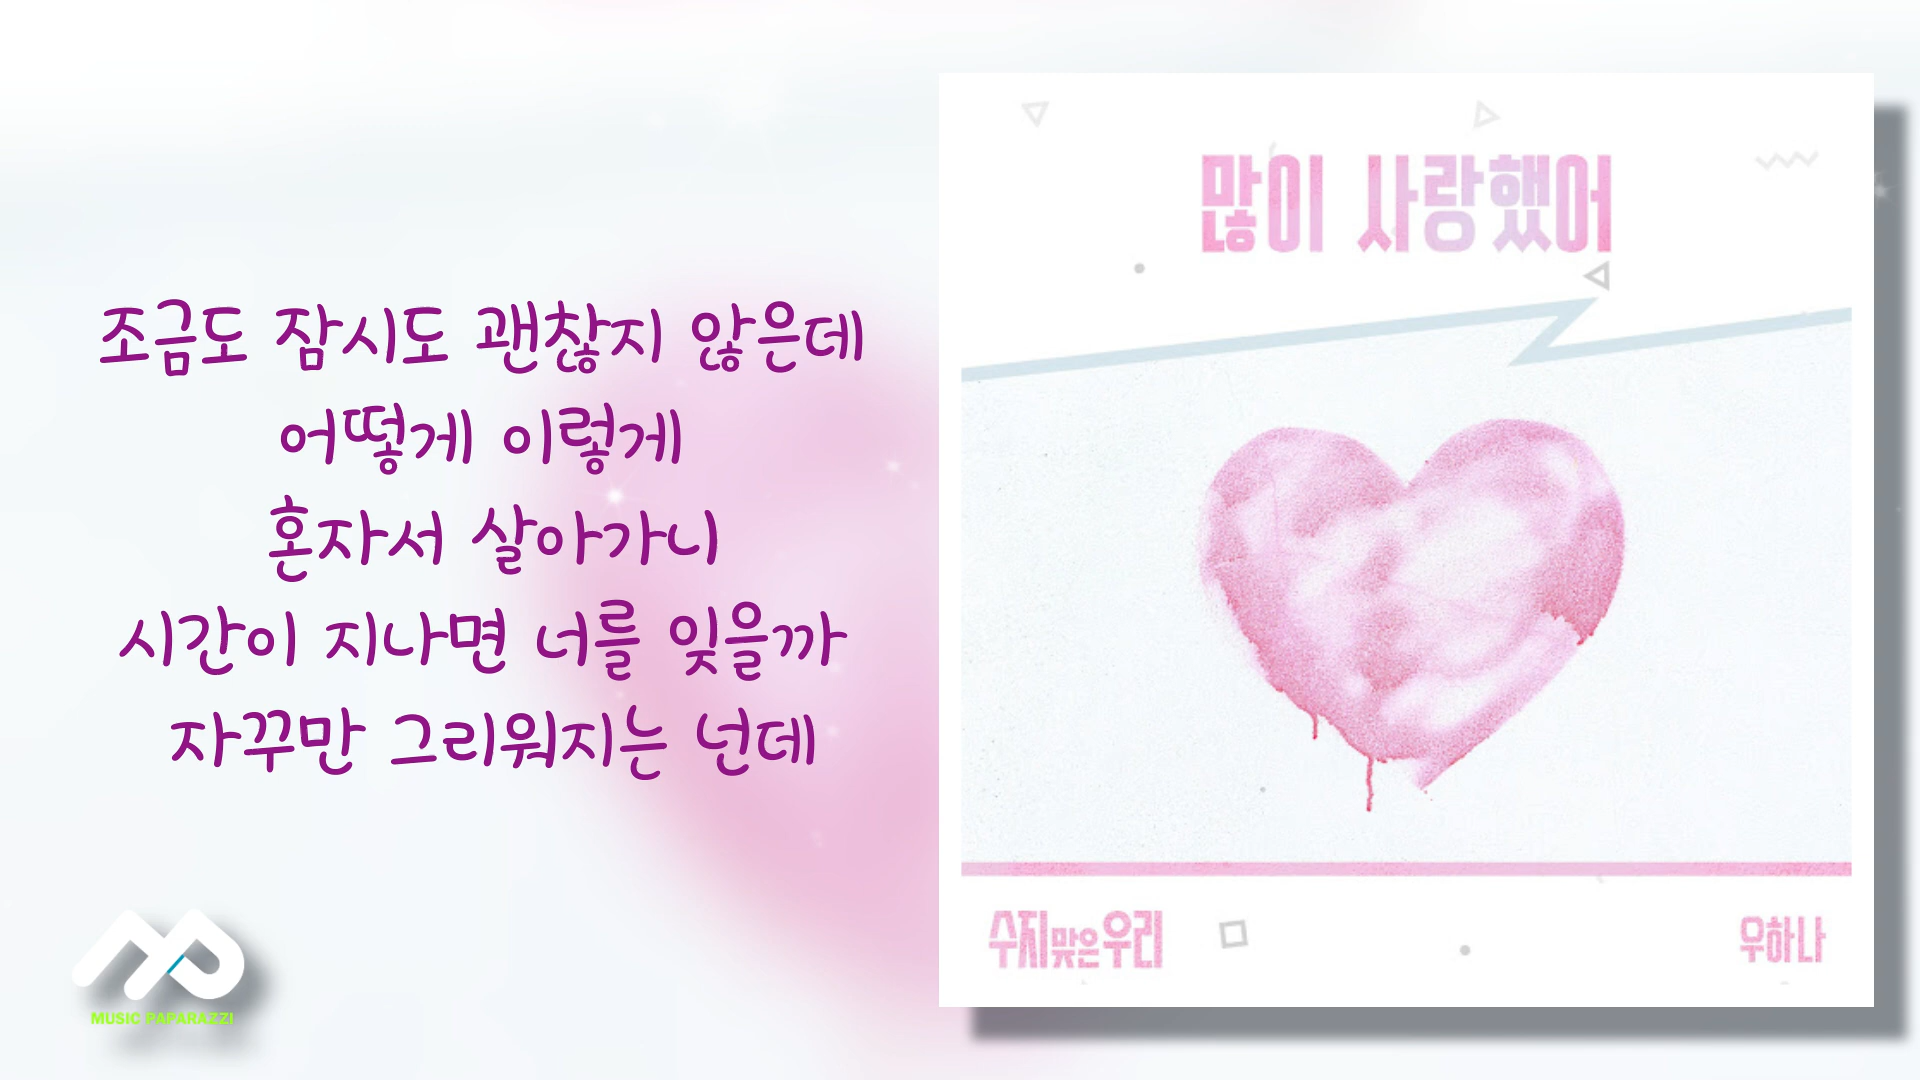 조금도 잠시도 괜찮지 않은데
어떻게 이렇게
혼자서 살아가니
시간이 지나면 너를 잊을까
자꾸만 그리워지는 넌데
MUSIC PAPARAZZI
많이 사랑했어
수지맞은 우리
우하나